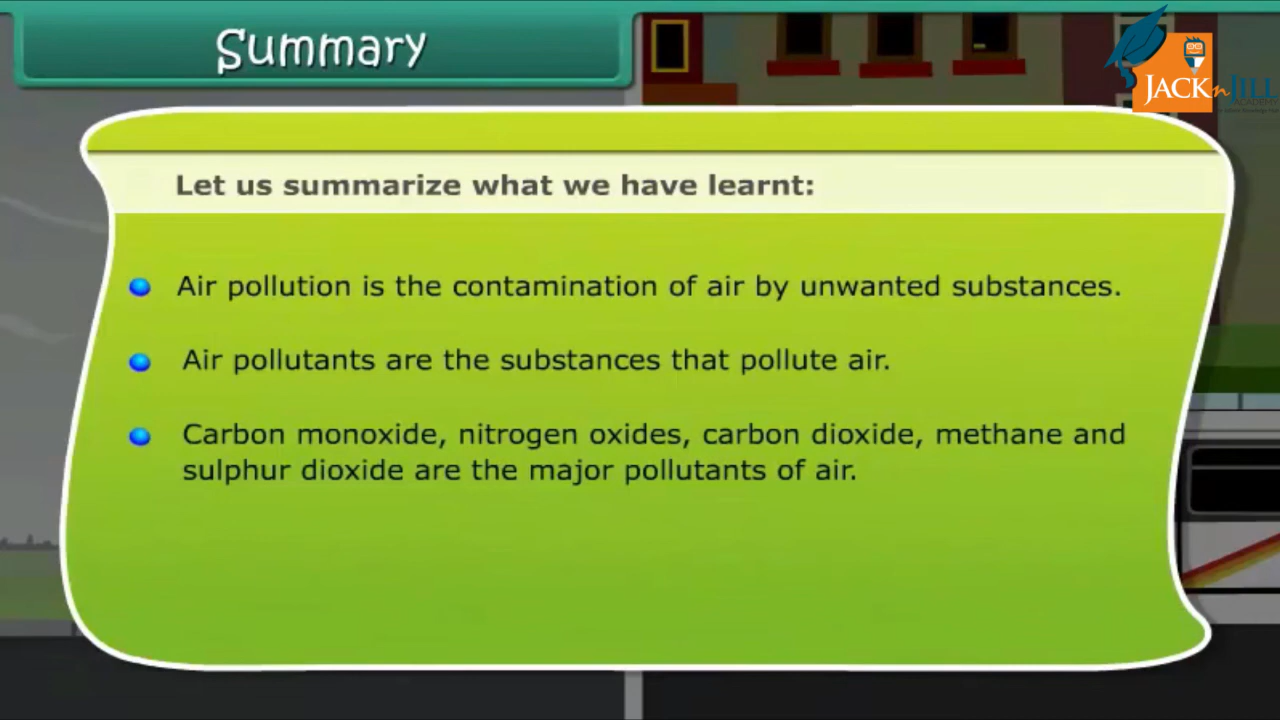 Summary
JACK n JILL
ACADEMY
Let us summarize what we have learnt:
Air pollution is the contamination of air by unwanted substances.
Air pollutants are the substances that pollute air.
Carbon monoxide, nitrogen oxides, carbon dioxide, methane and
sulphur dioxide are the major pollutants of air.